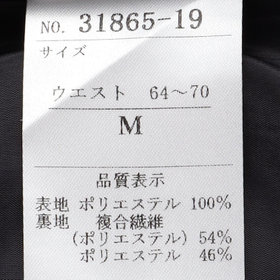 NO. 31865-19
サイズ
ウエスト 64～70
M
品質表示
表地 ポリエステル 100%
裏地 複合繊維
(ポリエステル) 54%
ポリエステル 46%